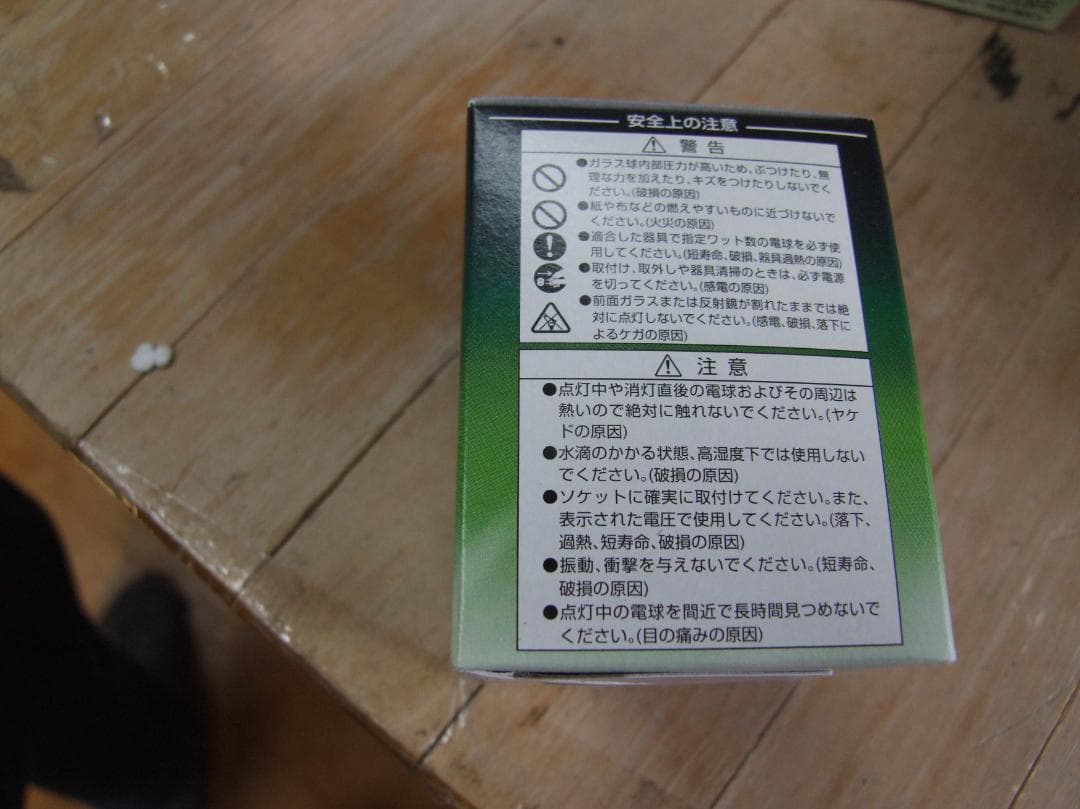 安全上の注意
警告
●ガラス球内部圧力が高いため、ぶつけたり、無
理な力を加えたり、キズをつけたりしないでく
ださい。(破損の原因)
●紙や布などの燃えやすいものに近づけないで
ください。(火災の原因)
●適合した器具で指定ワット数の電球を必ず使
用してください。(短寿命、破損、器具過熱の原因)
●取付け、取外しや器具清掃のときは、必ず電源
を切ってください。(感電の原因)
●前面ガラスまたは反射鏡が割れたままでは絶
対に点灯しないでください。(感電、破損、落下に
よるケガの原因)
注意
●点灯中や消灯直後の電球およびその周辺は
熱いので絶対に触れないでください。(ヤケ
ドの原因)
●水滴のかかる状態、高湿度下では使用しない
でください。(破損の原因)
●ソケットに確実に取付けてください。また、
表示された電圧で使用してください。(落下、
過熱、短寿命、破損の原因)
●振動、衝撃を与えないでください。(短寿命、
破損の原因)
●点灯中の電球を間近で長時間見つめないで
ください。(目の痛みの原因)